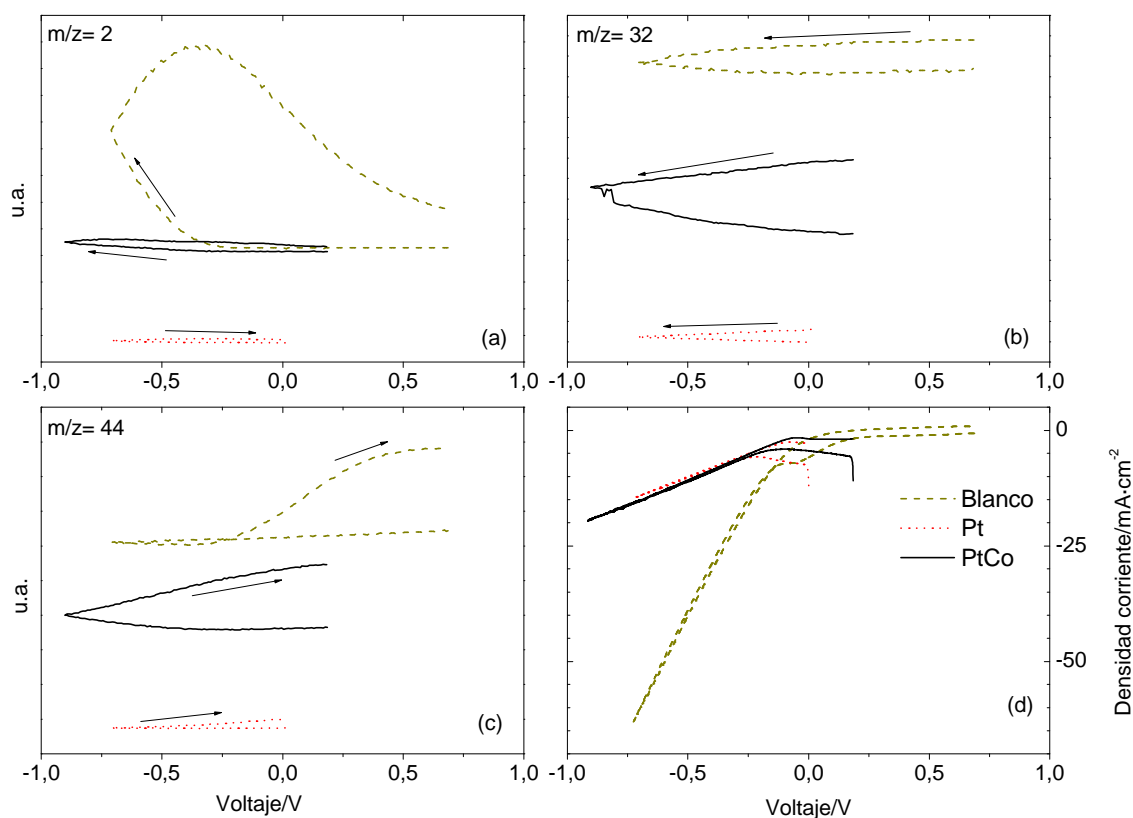 m/z= 2
u.a.
(a)
-1,0 -0,5 0,0 0,5 1,0
m/z= 32
(b)
-1,0 -0,5 0,0 0,5 1,0
m/z= 44
u.a.
(c)
-1,0 -0,5 0,0 0,5 1,0
Voltaje/V
0
-25
-50
Blanco
Pt
PtCo
(d)
Densidad corriente/mA·cm⁻²
-1,0 -0,5 0,0 0,5 1,0
Voltaje/V